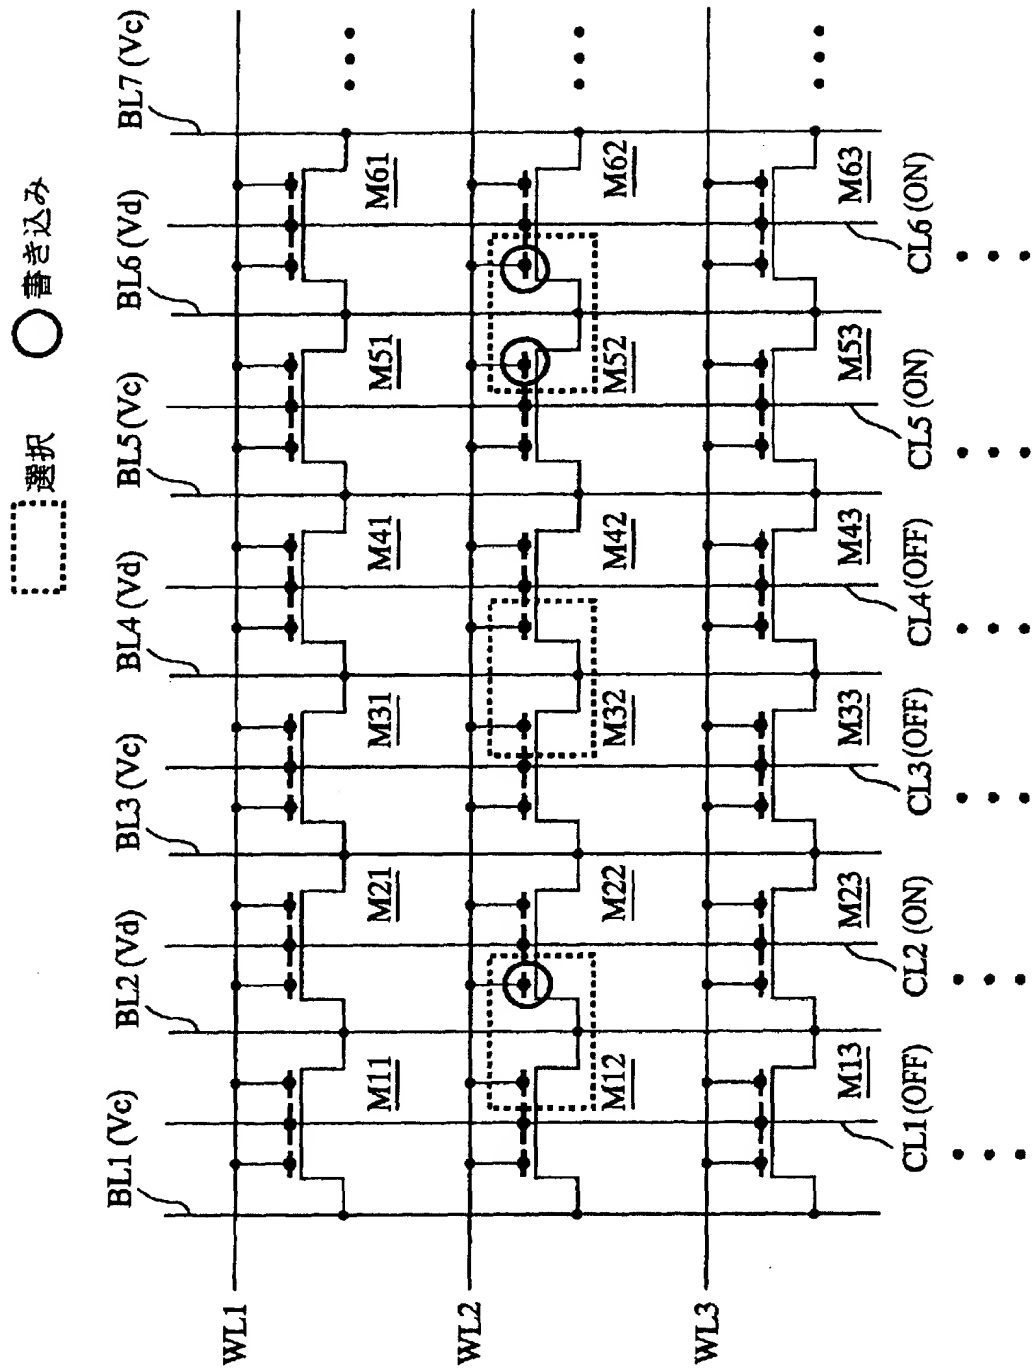 選択
書き込み
BL1 (Vc)
BL2 (Vd)
BL3 (Vc)
BL4 (Vd)
BL5 (Vc)
BL6 (Vd)
BL7 (Vc)
WL1
M11
M21
M31
M41
M51
M61
WL2
M12
M22
M32
M42
M52
M62
WL3
M13
M23
M33
M43
M53
M63
CL1 (OFF)
CL2 (ON)
CL3 (OFF)
CL4 (OFF)
CL5 (ON)
CL6 (ON)